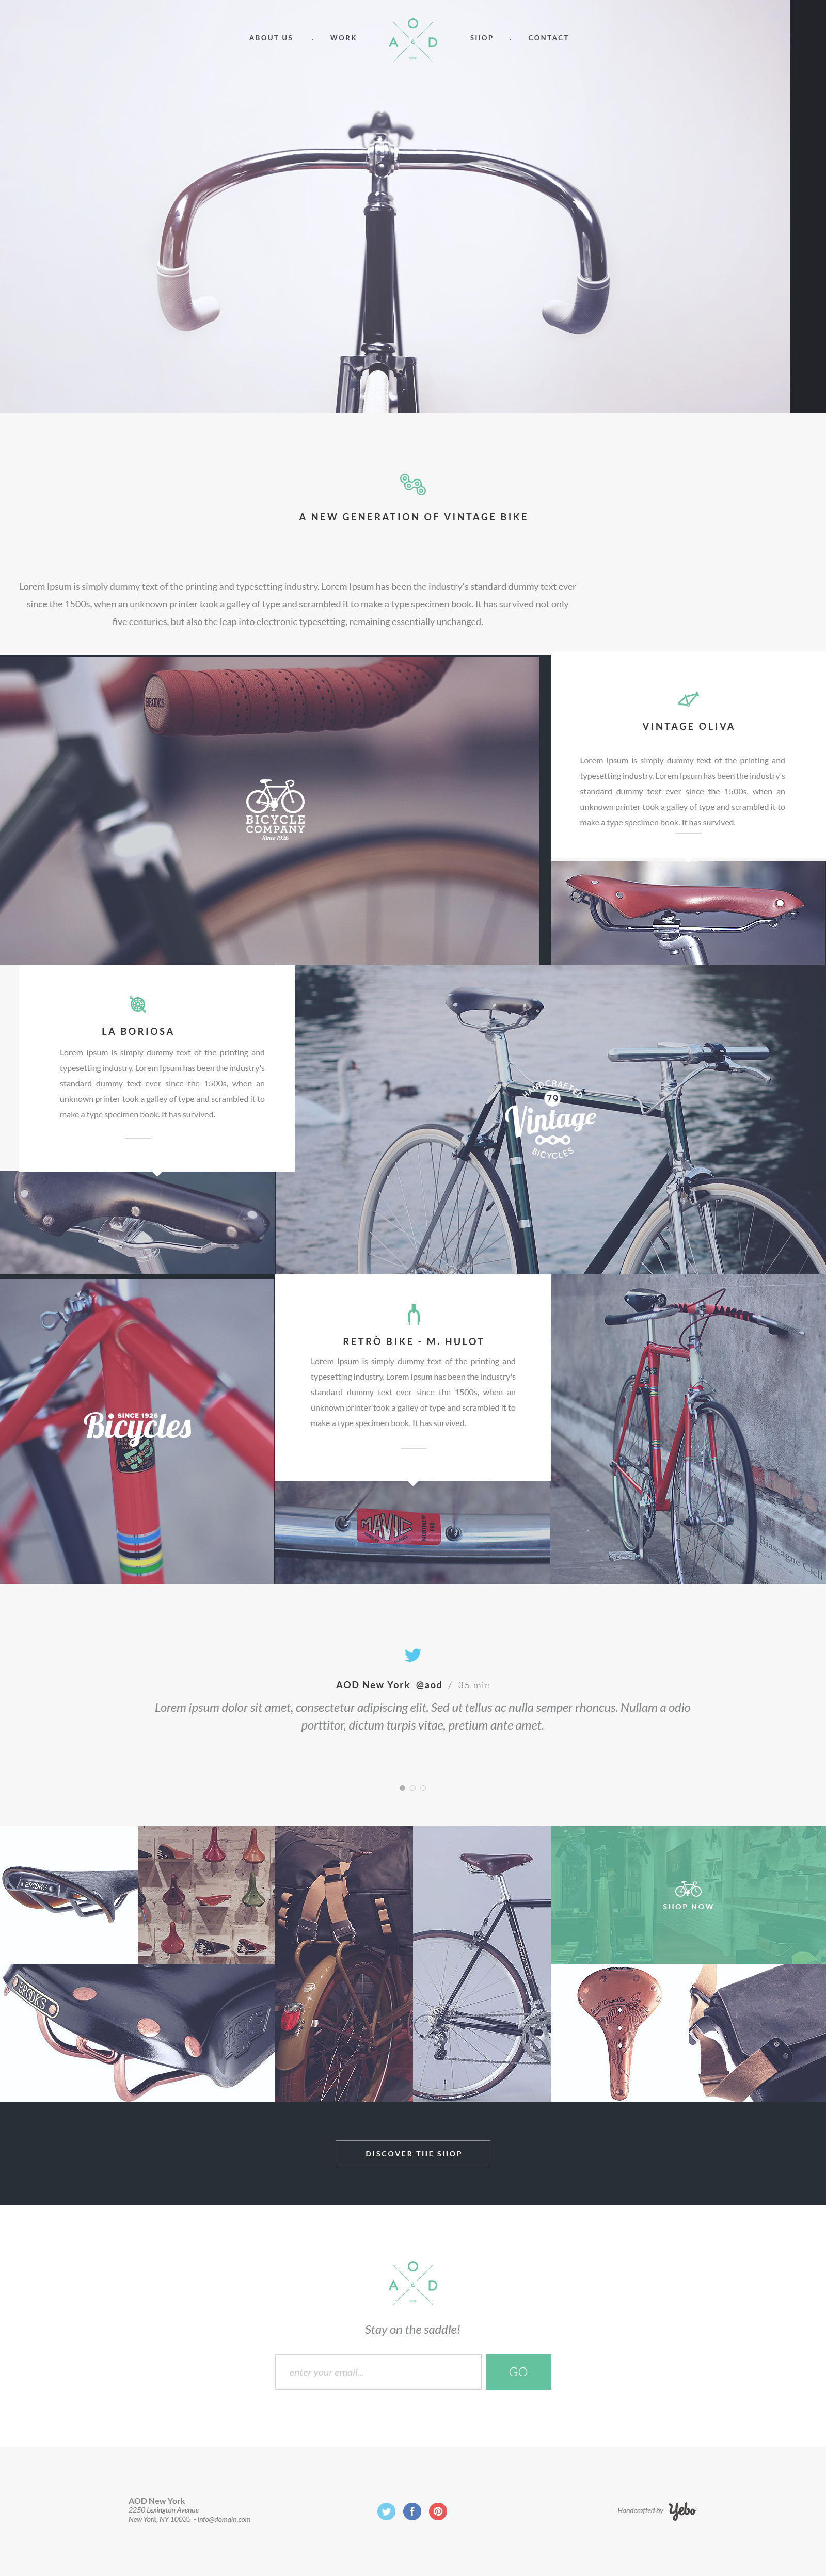 ABOUT US . WORK
O
A C D
SHOP . CONTACT
A NEW GENERATION OF VINTAGE BIKE
Lorem Ipsum is simply dummy text of the printing and typesetting industry. Lorem Ipsum has been the industry's standard dummy text ever
since the 1500s, when an unknown printer took a galley of type and scrambled it to make a type specimen book. It has survived not only
five centuries, but also the leap into electronic typesetting, remaining essentially unchanged.
BROOKS
BICYCLE
COMPANY
Since 1926
VINTAGE OLIVA
Lorem Ipsum is simply dummy text of the printing and
typesetting industry. Lorem Ipsum has been the industry's
standard dummy text ever since the 1500s, when an
unknown printer took a galley of type and scrambled it to
make a type specimen book. It has survived.
LA BORIOSA
Lorem Ipsum is simply dummy text of the printing and
typesetting industry. Lorem Ipsum has been the industry's
standard dummy text ever since the 1500s, when an
unknown printer took a galley of type and scrambled it to
make a type specimen book. It has survived.
HANDCRAFTED
79
Vintage
BICYCLES
SINCE 1926
Bicycles
RETRÒ BIKE - M. HULOT
Lorem Ipsum is simply dummy text of the printing and
typesetting industry. Lorem Ipsum has been the industry's
standard dummy text ever since the 1500s, when an
unknown printer took a galley of type and scrambled it to
make a type specimen book. It has survived.
MAVIC
Biascagne Cicli
AOD New York @aod / 35 min
Lorem ipsum dolor sit amet, consectetur adipiscing elit. Sed ut tellus ac nulla semper rhoncus. Nullam a odio
porttitor, dictum turpis vitae, pretium ante amet.
BROOKS
SHOP NOW
BROOKS
DISCOVER THE SHOP
O
A C D
Stay on the saddle!
enter your email...
GO
AOD New York
2250 Lexington Avenue
New York, NY 10035 - info@domain.com
Handcrafted by Yebo